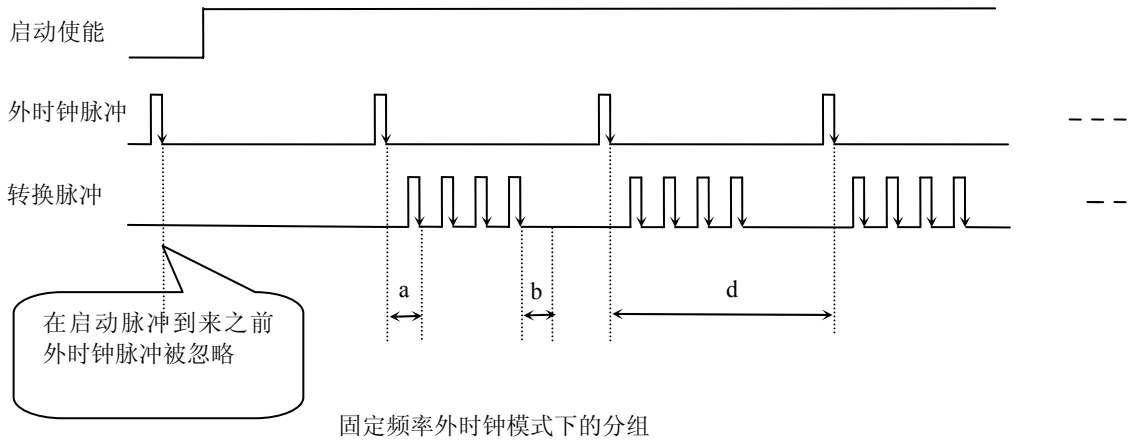 启动使能
外时钟脉冲
转换脉冲
a
b
d
在启动脉冲到来之前
外时钟脉冲被忽略
固定频率外时钟模式下的分组